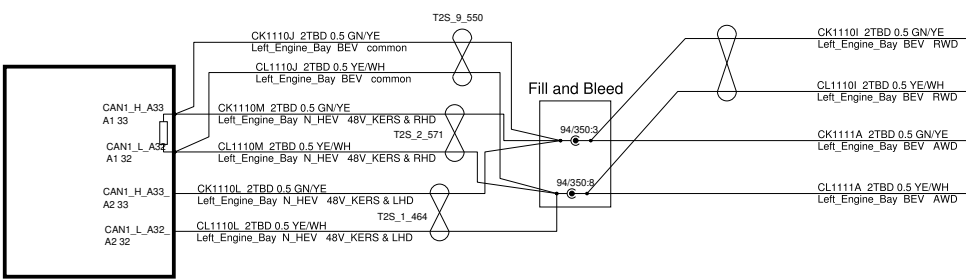 T2S_9_550
CK1110J 2TBD 0.5 GN/YE
Left_Engine_Bay BEV common
CL1110J 2TBD 0.5 YE/WH
Left_Engine_Bay BEV common
CK1110I 2TBD 0.5 GN/YE
Left_Engine_Bay BEV RWD
CL1110I 2TBD 0.5 YE/WH
Left_Engine_Bay BEV RWD
Fill and Bleed
CAN1_H_A33
A1 33
CK1110M 2TBD 0.5 GN/YE
Left_Engine_Bay N_HEV 48V_KERS & RHD
T2S_2_571
94/350:3
CK1111A 2TBD 0.5 GN/YE
Left_Engine_Bay BEV AWD
CAN1_L_A32
A1 32
CL1110M 2TBD 0.5 YE/WH
Left_Engine_Bay N_HEV 48V_KERS & RHD
94/350:8
CL1111A 2TBD 0.5 YE/WH
Left_Engine_Bay BEV AWD
CAN1_H_A33_
A2 33
CK1110L 2TBD 0.5 GN/YE
Left_Engine_Bay N_HEV 48V_KERS & LHD
T2S_1_464
CAN1_L_A32_
A2 32
CL1110L 2TBD 0.5 YE/WH
Left_Engine_Bay N_HEV 48V_KERS & LHD